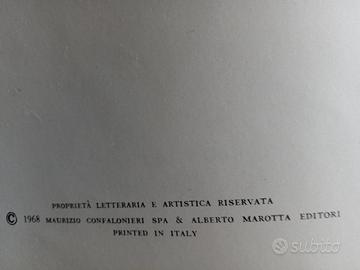 PROPRIETÀ LETTERARIA E ARTISTICA RISERVATA
© 1968 MAURIZIO CONFALONIERI SPA & ALBERTO MAROTTA EDITORI
PRINTED IN ITALY
subito